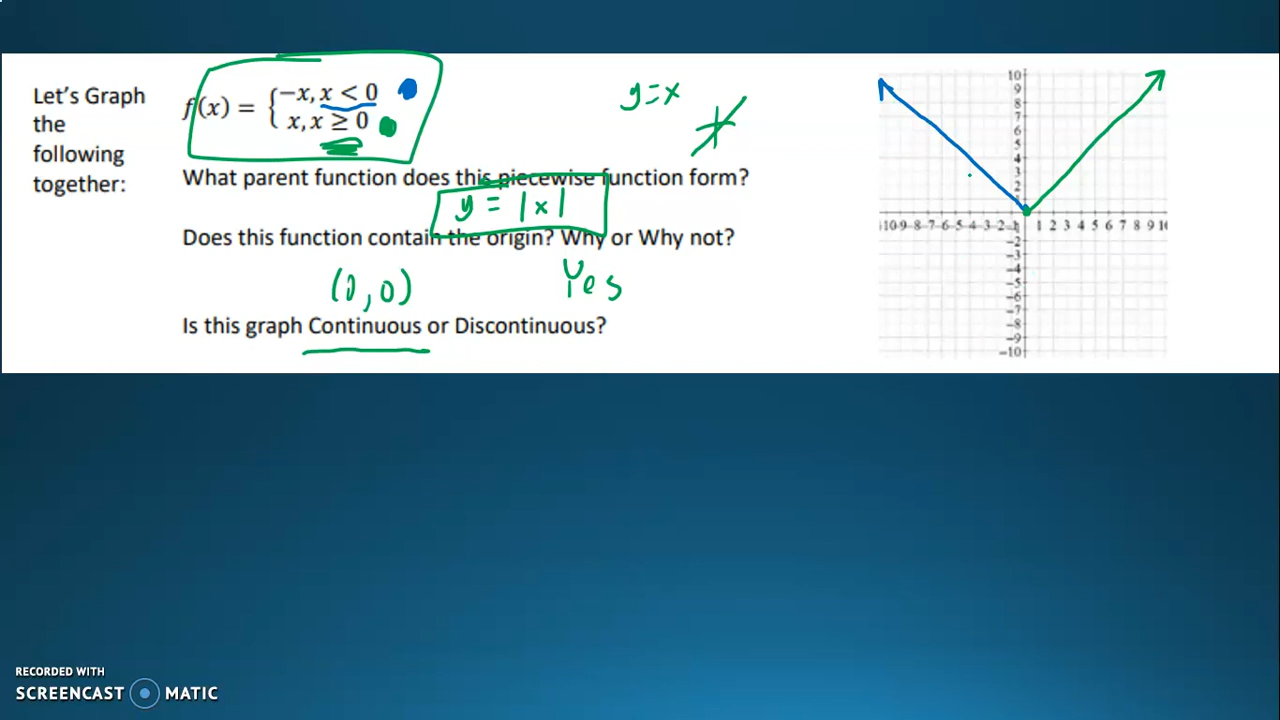 Let's Graph
the
following
together:
f(x) = {−x, x < 0
x, x ≥ 0
y=x
What parent function does this piecewise function form?
y = |x|
Does this function contain the origin? Why or Why not?
(0,0) Yes
Is this graph Continuous or Discontinuous?
10
9
8
7
6
5
4
3
2
1
-10-9-8-7-6-5-4-3-2-1 1 2 3 4 5 6 7 8 9 10
-2
-3
-4
-5
-6
-7
-8
-9
-10
RECORDED WITH
SCREENCAST MATIC